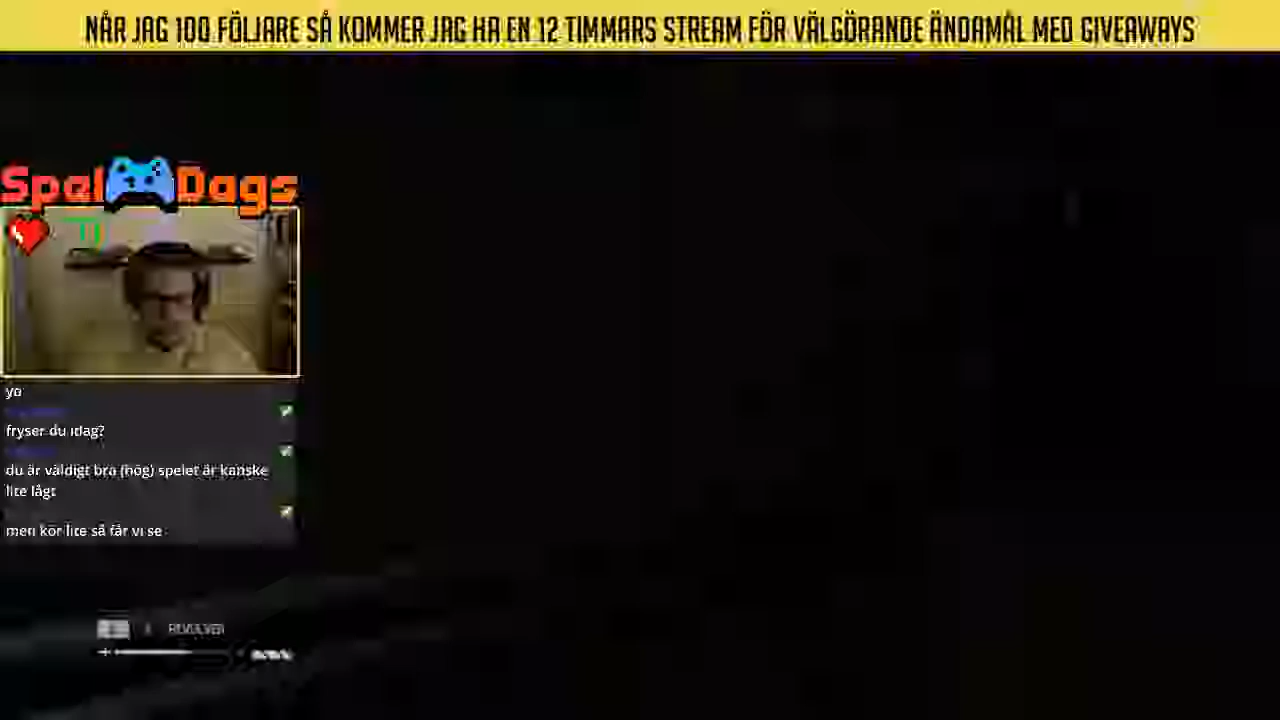 NÄR JAG 100 FÖLJARE SÅ KOMMER JAG HA EN 12 TIMMARS STREAM FÖR VÄLGÖRANDE ÄNDAMÅL MED GIVEAWAYS
Spel Dags
yo
fryser du idag?
du är väldigt bra (hög) spelet är kanske
lite lågt
men kör lite så får vi se
REVOLVER